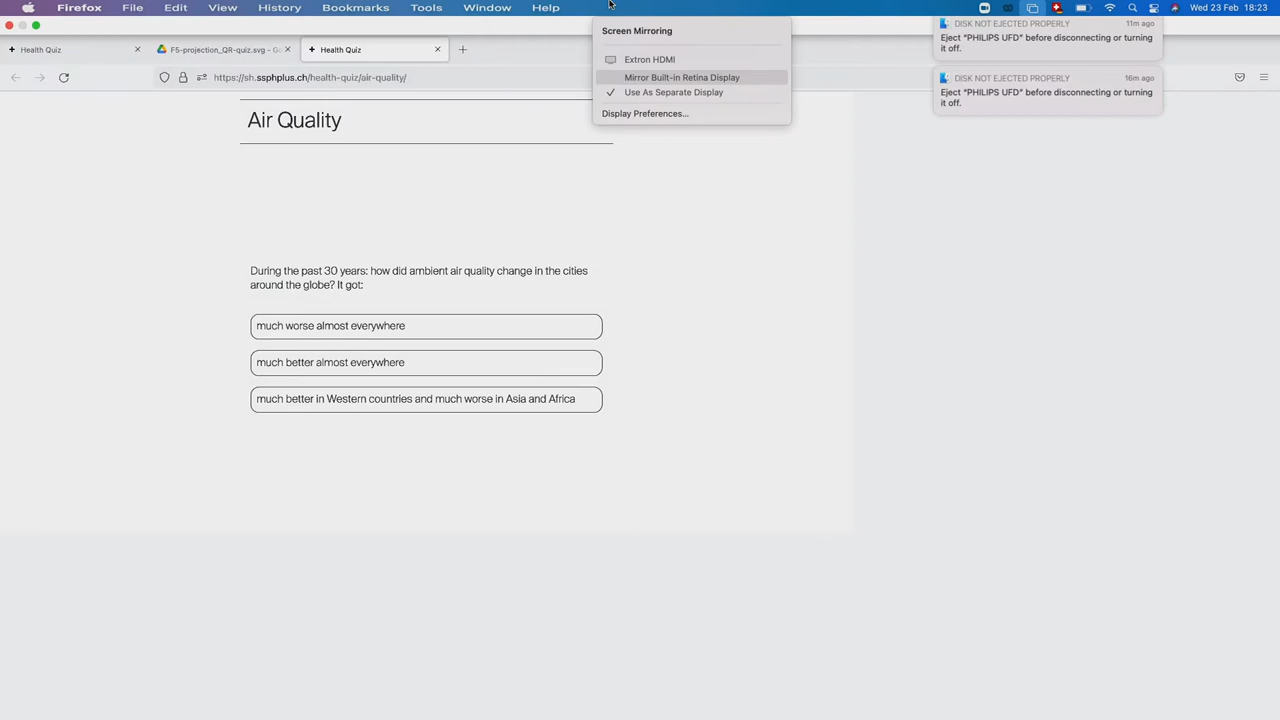 Firefox File Edit View History Bookmarks Tools Window Help Wed 23 Feb 18:23
Health Quiz
F5-projection_QR-quiz.svg - Go
Health Quiz
https://sh.ssphplus.ch/health-quiz/air-quality/
Screen Mirroring
Extron HDMI
Mirror Built-in Retina Display
Use As Separate Display
Display Preferences...
DISK NOT EJECTED PROPERLY 11m ago
Eject “PHILIPS UFD” before disconnecting or turning
it off.
DISK NOT EJECTED PROPERLY 16m ago
Eject “PHILIPS UFD” before disconnecting or turning
it off.
Air Quality
During the past 30 years: how did ambient air quality change in the cities
around the globe? It got:
much worse almost everywhere
much better almost everywhere
much better in Western countries and much worse in Asia and Africa